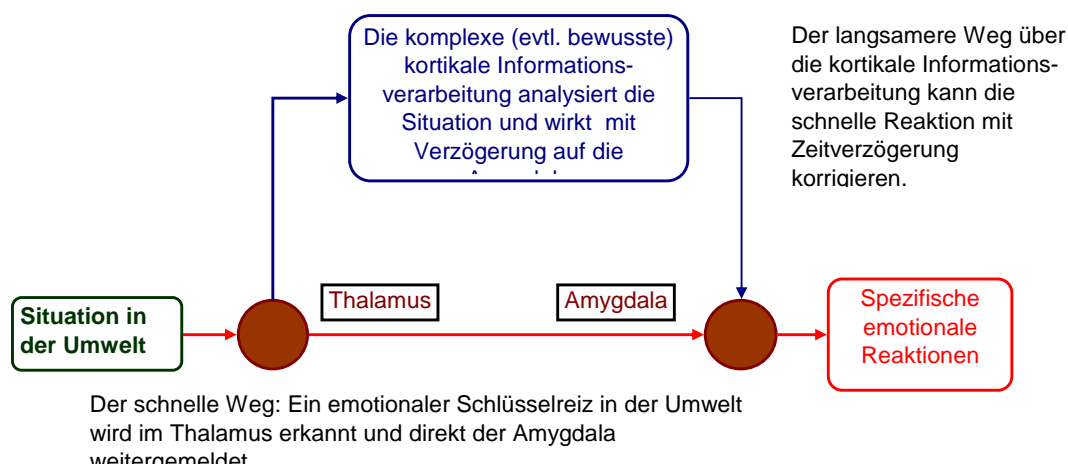 Die komplexe (evtl. bewusste)
kortikale Informations-
verarbeitung analysiert die
Situation und wirkt mit
Verzögerung auf die
Der langsamere Weg über
die kortikale Informations-
verarbeitung kann die
schnelle Reaktion mit
Zeitverzögerung
korrigieren.
Thalamus
Amygdala
Situation in
der Umwelt
Spezifische
emotionale
Reaktionen
Der schnelle Weg: Ein emotionaler Schlüsselreiz in der Umwelt
wird im Thalamus erkannt und direkt der Amygdala
weitergemeldet